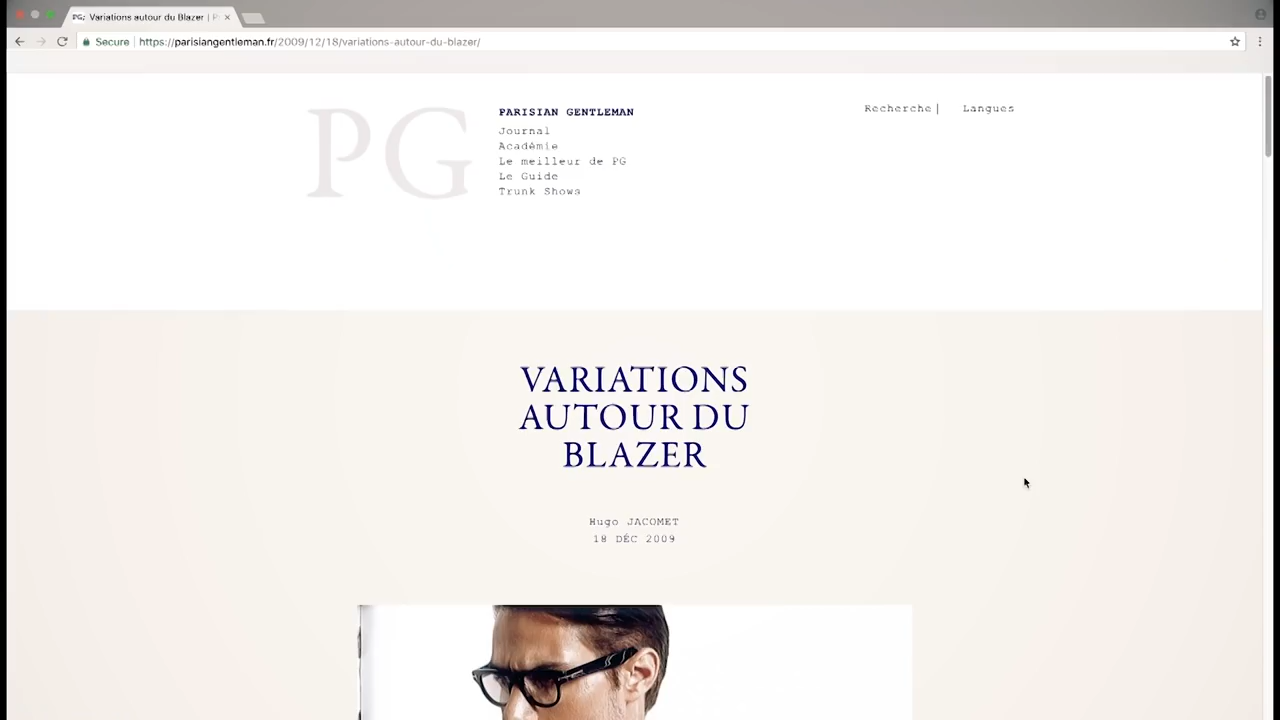 PG; Variations autour du Blazer |
Secure https://parisiangentleman.fr/2009/12/18/variations-autour-du-blazer/
PG
PARISIAN GENTLEMAN
Journal
Académie
Le meilleur de PG
Le Guide
Trunk Shows
Recherche| Langues
VARIATIONS
AUTOUR DU
BLAZER
Hugo JACOMET
18 DÉC 2009